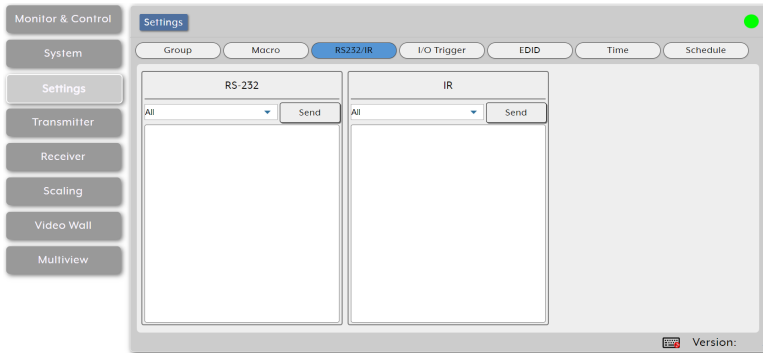 Monitor & Control
System
Settings
Transmitter
Receiver
Scaling
Video Wall
Multiview
Settings
Group Macro RS232/IR I/O Trigger EDID Time Schedule
RS-232
All Send
IR
All Send
Version: